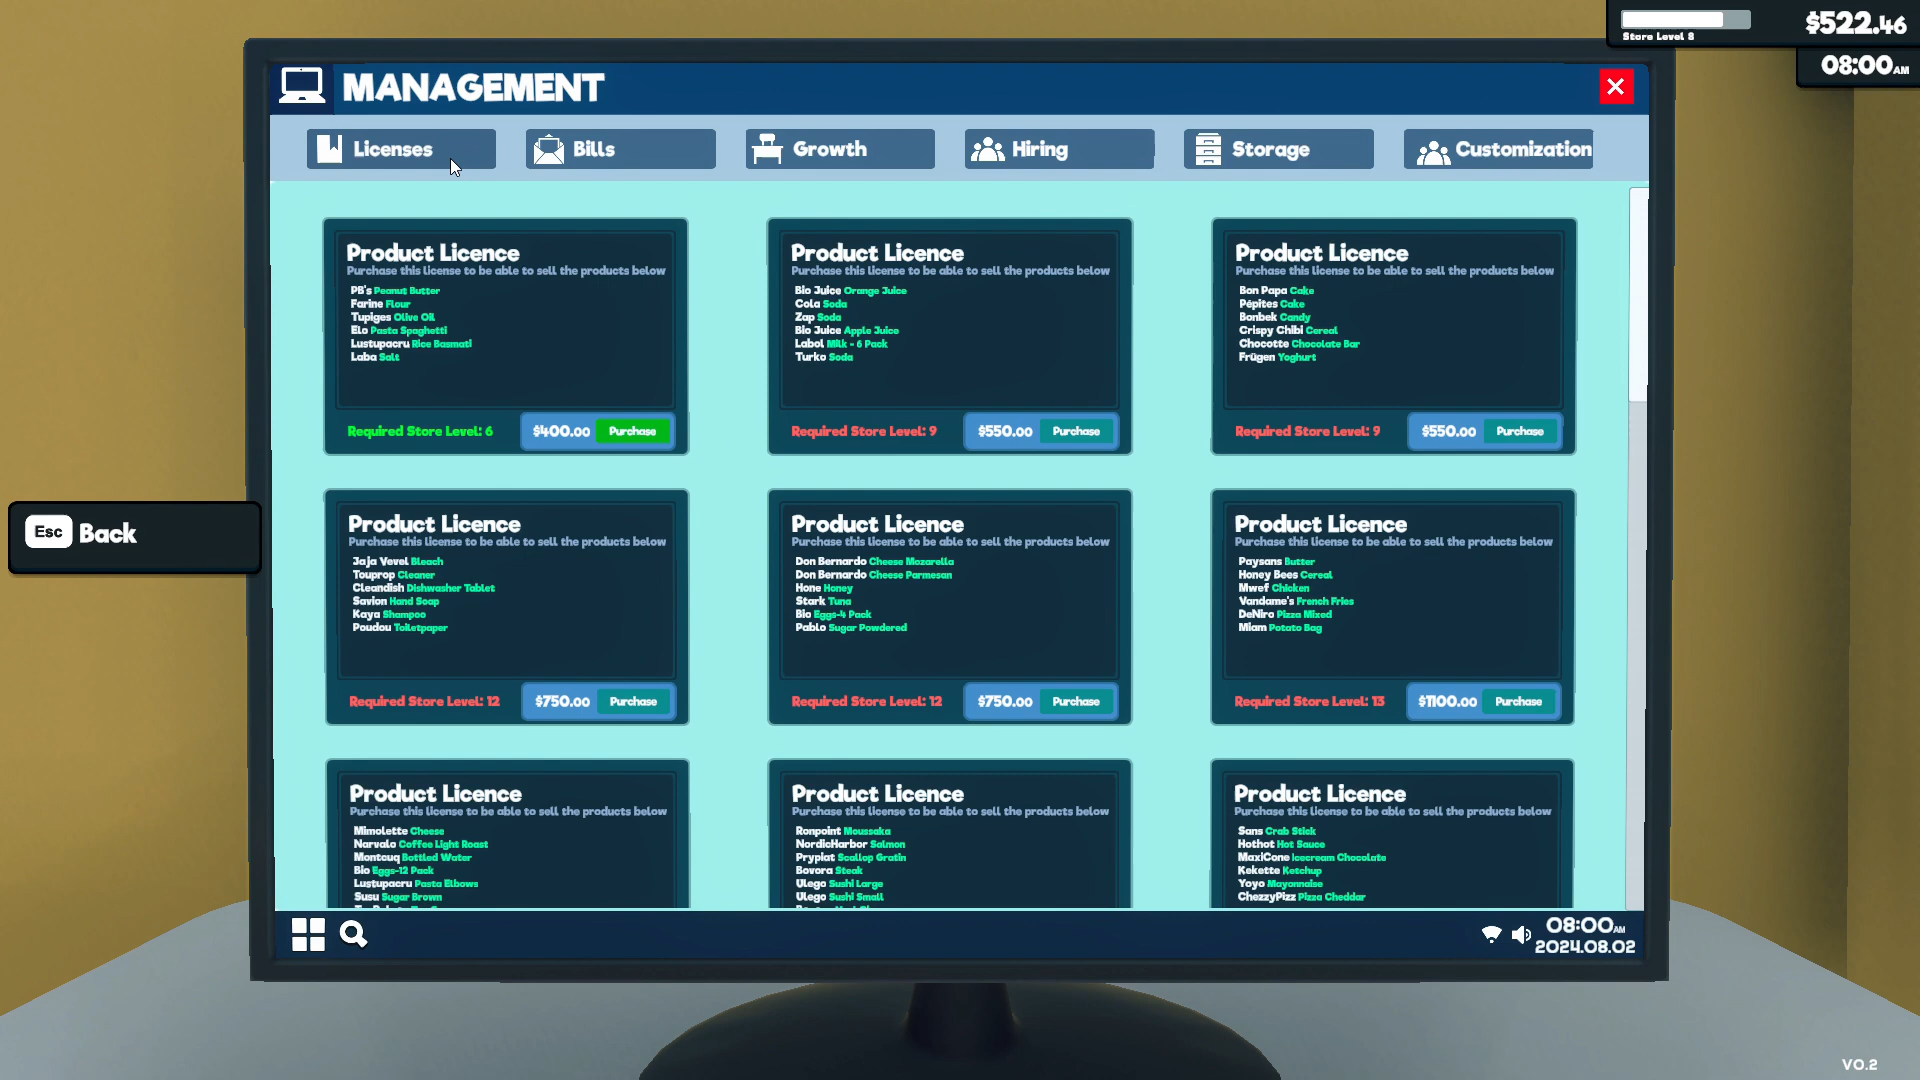 $522.46
Store Level 8
08:00AM
MANAGEMENT
Licenses
Bills
Growth
Hiring
Storage
Customization
Product Licence
Purchase this license to be able to sell the products below
PB's Peanut Butter
Farine Flour
Tupiges Olive Oil
Elo Pasta Spaghetti
Lustupacru Rice Basmati
Laba Salt
Required Store Level: 6
$400.00
Purchase
Product Licence
Purchase this license to be able to sell the products below
Bio Juice Orange Juice
Cola Soda
Zap Soda
Bio Juice Apple Juice
Labol Milk - 6 Pack
Turko Soda
Required Store Level: 9
$550.00
Purchase
Product Licence
Purchase this license to be able to sell the products below
Bon Papa Cake
Pépites Cake
Bonbek Candy
Crispy Chibi Cereal
Chocotte Chocolate Bar
Frügen Yoghurt
Required Store Level: 9
$550.00
Purchase
Esc Back
Product Licence
Purchase this license to be able to sell the products below
Jaja Vevel Bleach
Touprop Cleaner
Cleandish Dishwasher Tablet
Savion Hand Soap
Kaya Shampoo
Poudou Toiletpaper
Required Store Level: 12
$750.00
Purchase
Product Licence
Purchase this license to be able to sell the products below
Don Bernardo Cheese Mozarella
Don Bernardo Cheese Parmesan
Hone Honey
Stark Tuna
Bio Eggs-4 Pack
Pablo Sugar Powdered
Required Store Level: 12
$750.00
Purchase
Product Licence
Purchase this license to be able to sell the products below
Paysans Butter
Honey Bees Cereal
Mwef Chicken
Vandame's French Fries
DeNiro Pizza Mixed
Miam Potato Bag
Required Store Level: 13
$1100.00
Purchase
Product Licence
Purchase this license to be able to sell the products below
Mimolette Cheese
Narvalo Coffee Light Roast
Montcuq Bottled Water
Bio Eggs-12 Pack
Lustupacru Pasta Elbows
Susu Sugar Brown
Product Licence
Purchase this license to be able to sell the products below
Ronpoint Moussaka
NordicHarbor Salmon
Prypiat Scallop Gratin
Bovora Steak
Ulego Sushi Large
Ulego Sushi Small
Product Licence
Purchase this license to be able to sell the products below
Sans Crab Stick
Hothot Hot Sauce
MaxiCone Icecream Chocolate
Kekette Ketchup
Yoyo Mayonnaise
ChezzyPizz Pizza Cheddar
08:00AM
2024.08.02
V0.2